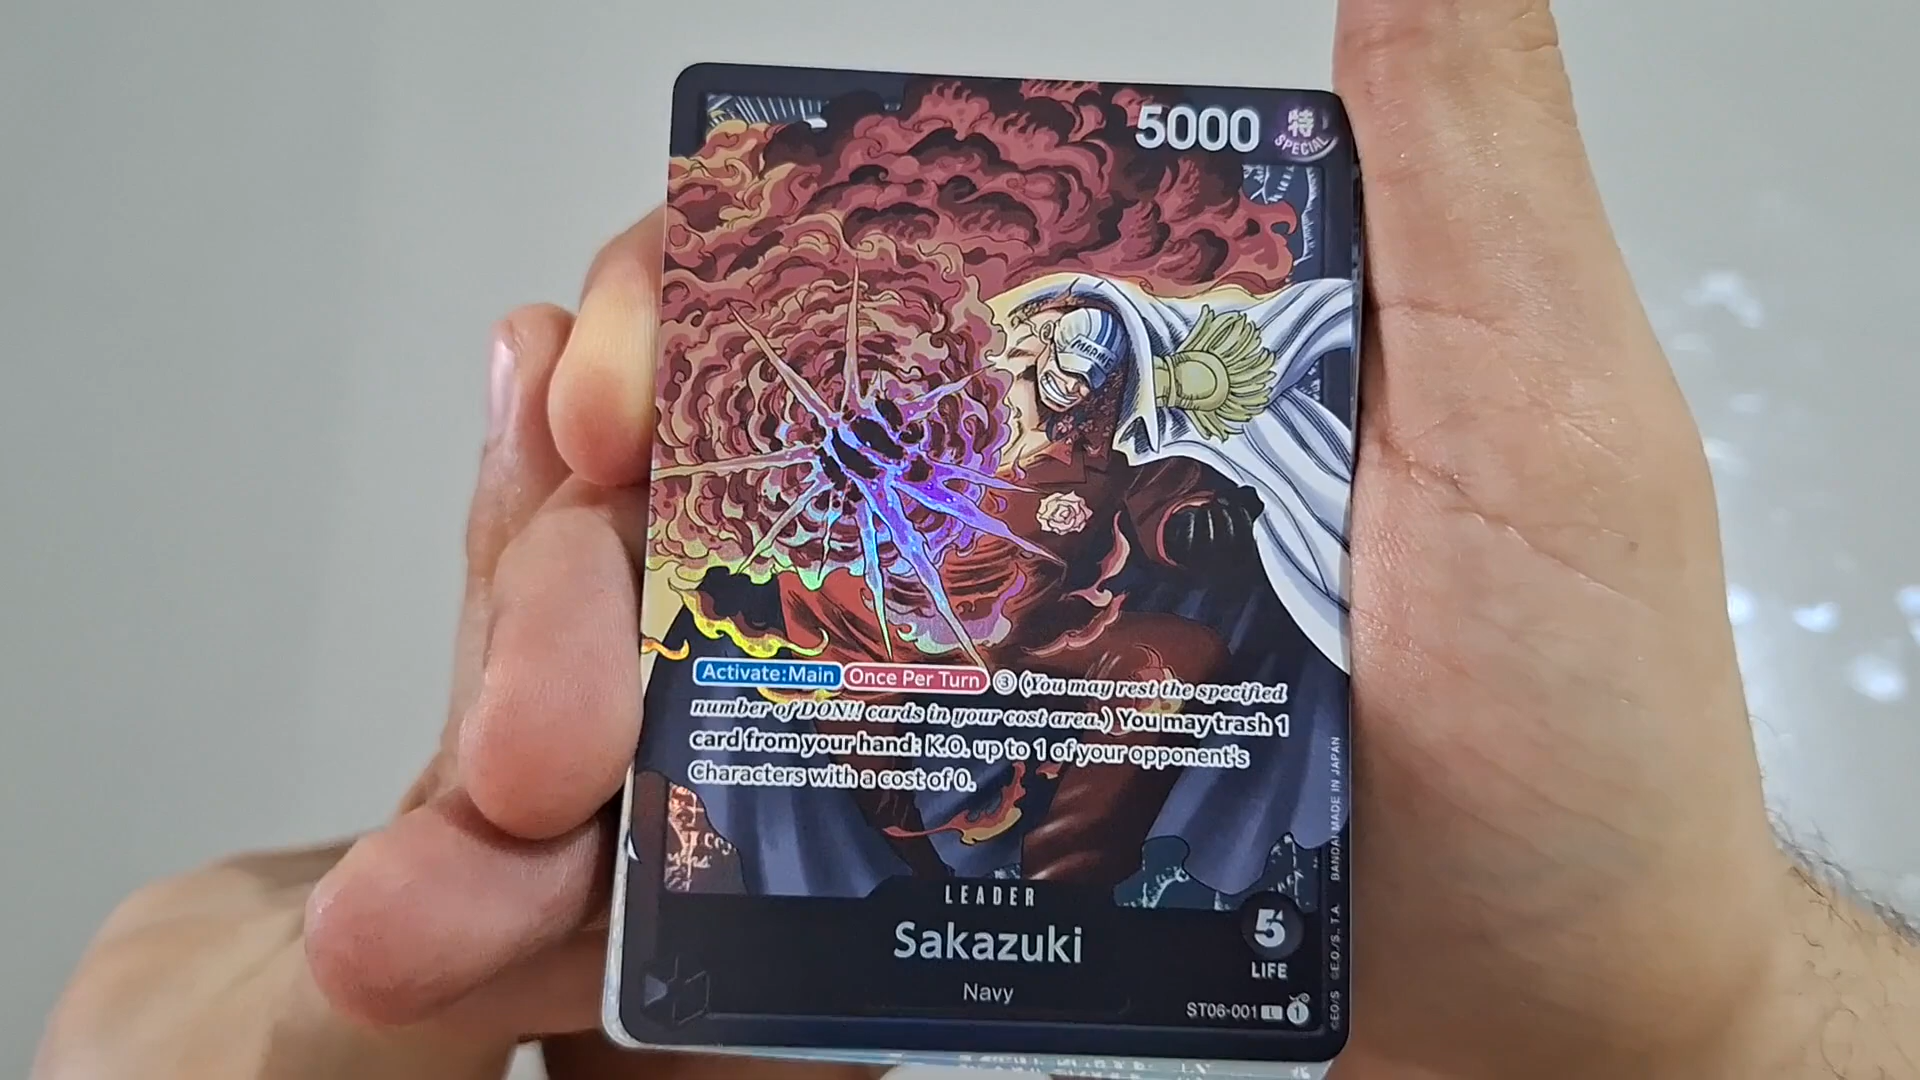 5000
特
SPECIAL
MARINE
Activate:Main Once Per Turn ③ (You may rest the specified
number of DON!! cards in your cost area.) You may trash 1
card from your hand: K.O. up to 1 of your opponent's
Characters with a cost of 0.
LEADER
Sakazuki
5
LIFE
Navy
ST06-001 L 1
©E.O/S ©E.O./S., T.A. BANDAI MADE IN JAPAN